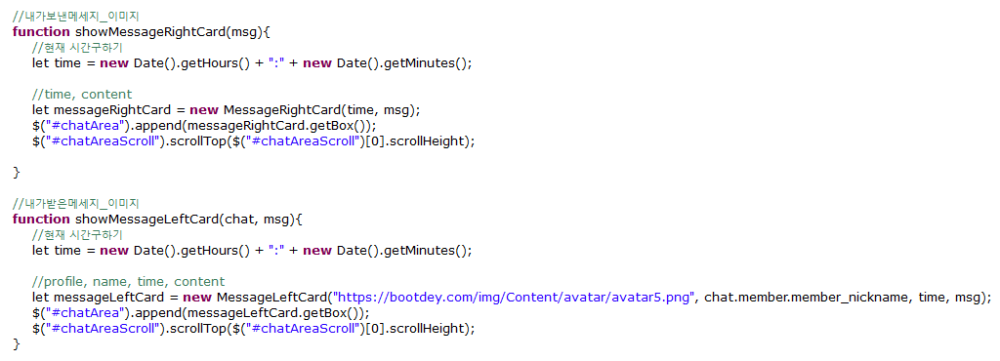 //내가보낸메세지_이미지
function showMessageRightCard(msg){
//현재 시간구하기
let time = new Date().getHours() + ":" + new Date().getMinutes();
//time, content
let messageRightCard = new MessageRightCard(time, msg);
$("#chatArea").append(messageRightCard.getBox());
$("#chatAreaScroll").scrollTop($("#chatAreaScroll")[0].scrollHeight);
}
//내가받은메세지_이미지
function showMessageLeftCard(chat, msg){
//현재 시간구하기
let time = new Date().getHours() + ":" + new Date().getMinutes();
//profile, name, time, content
let messageLeftCard = new MessageLeftCard("https://bootdey.com/img/Content/avatar/avatar5.png", chat.member.member_nickname, time, msg);
$("#chatArea").append(messageLeftCard.getBox());
$("#chatAreaScroll").scrollTop($("#chatAreaScroll")[0].scrollHeight);
}